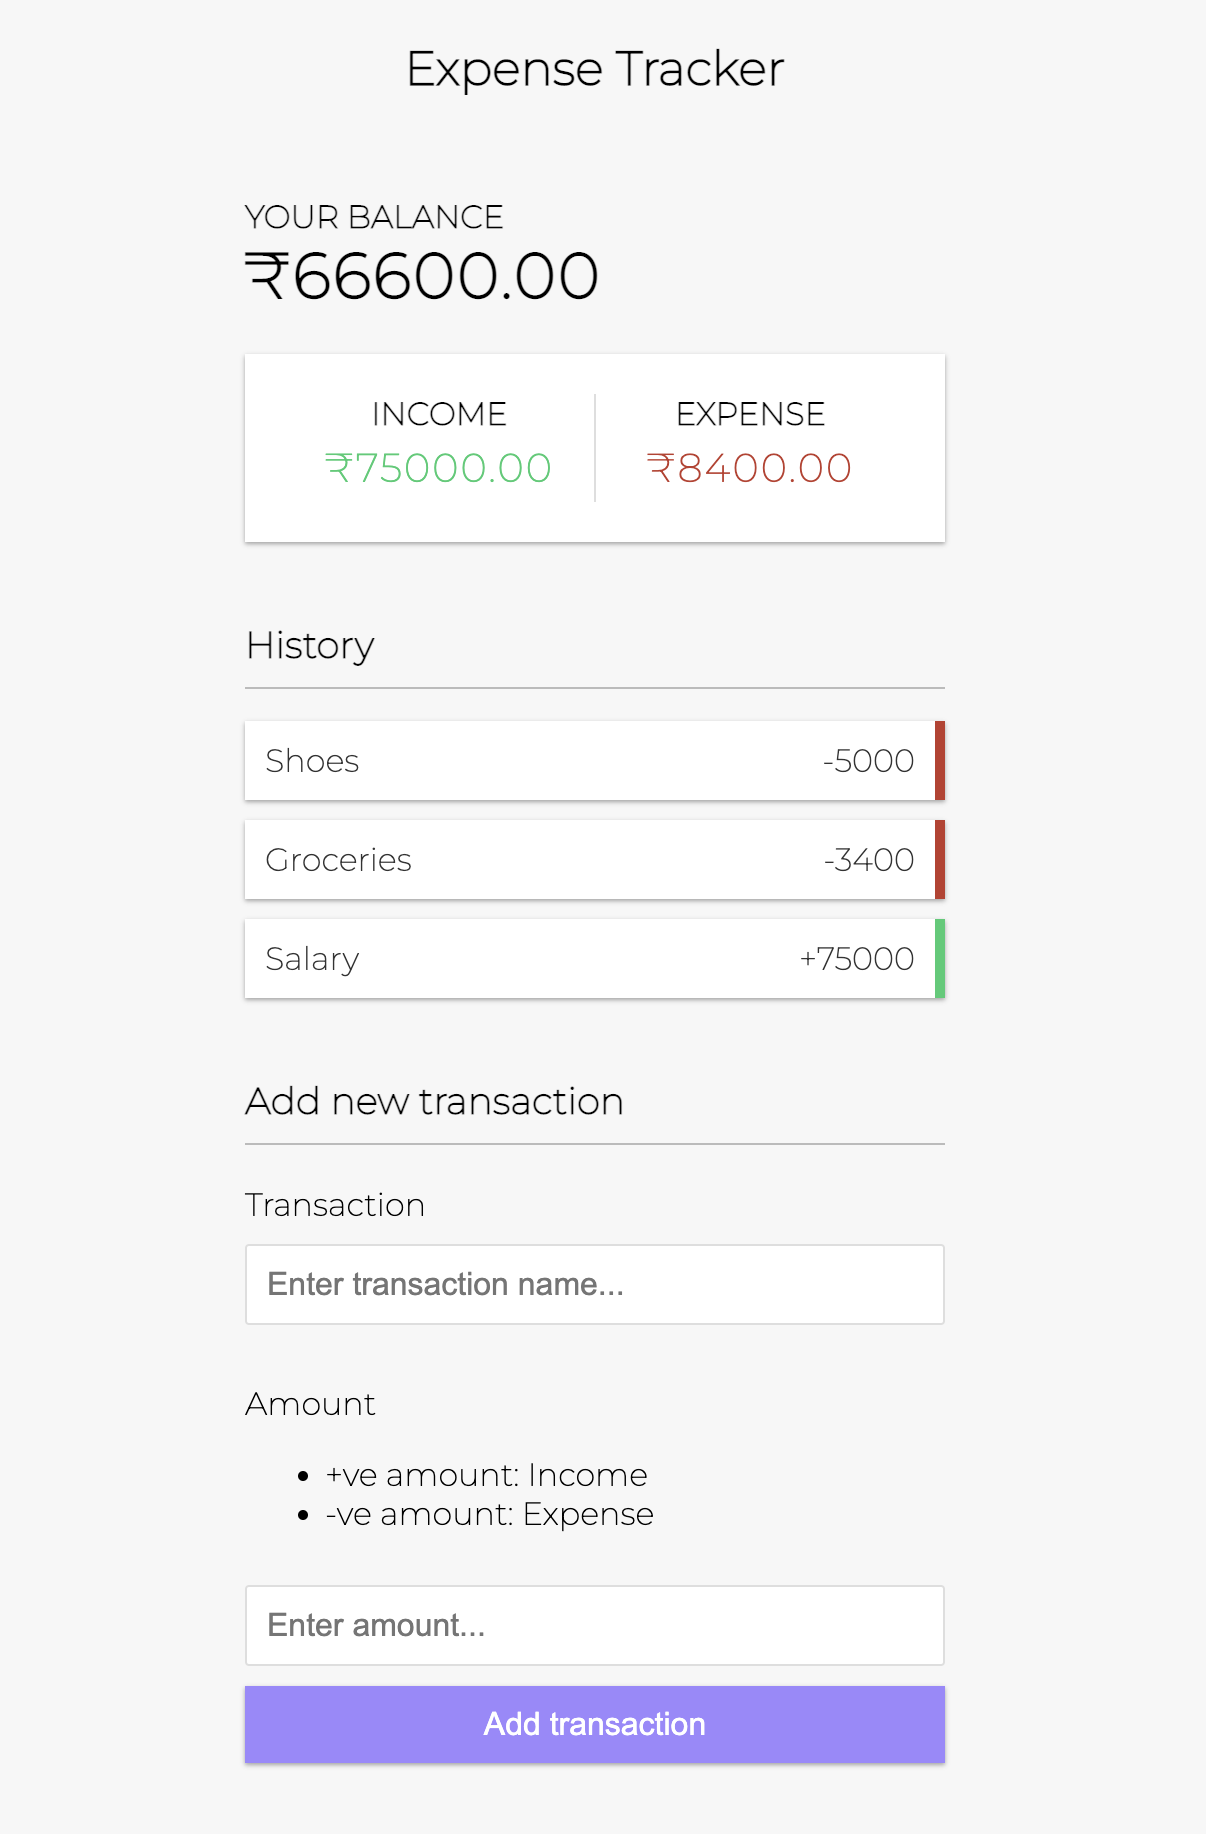 Expense Tracker
YOUR BALANCE
₹66600.00
INCOME EXPENSE
₹75000.00 ₹8400.00
History
Shoes -5000
Groceries -3400
Salary +75000
Add new transaction
Transaction
Enter transaction name...
Amount
• +ve amount: Income
• -ve amount: Expense
Enter amount...
Add transaction